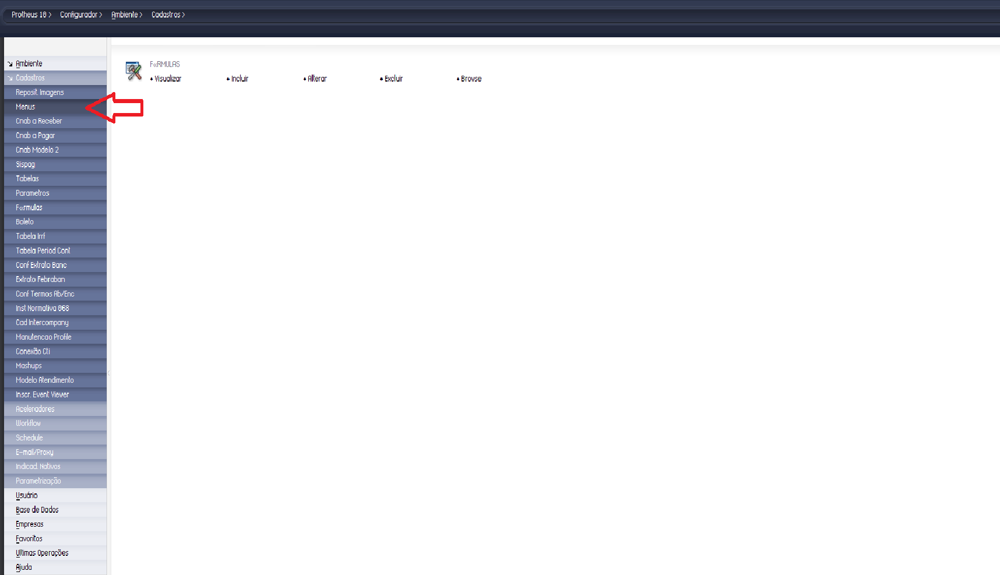 Protheus 10 > Configurador > Ambiente > Cadastros >
Ambiente
Cadastros
Reposit. Imagens
Menus
Cnab a Receber
Cnab a Pagar
Cnab Modelo 2
Sispag
Tabelas
Parametros
F«rmulas
Boleto
Tabela Irrf
Tabela Period Cont
Conf Extrato Banc
Extrato Febraban
Conf Termos Ab/Enc
Inst Normativa 068
Cad Intercompany
Manutencao Profile
Conexão Cti
Mashups
Modelo Atendimento
Inscr. Event Viewer
Aceleradores
Workflow
Schedule
E-mail/Proxy
Indicad. Nativos
Parametrização
Usuário
Base de Dados
Empresas
Favoritos
Ultimas Operações
Ajuda
F«RMULAS
Visualizar Incluir Alterar Excluir Browse